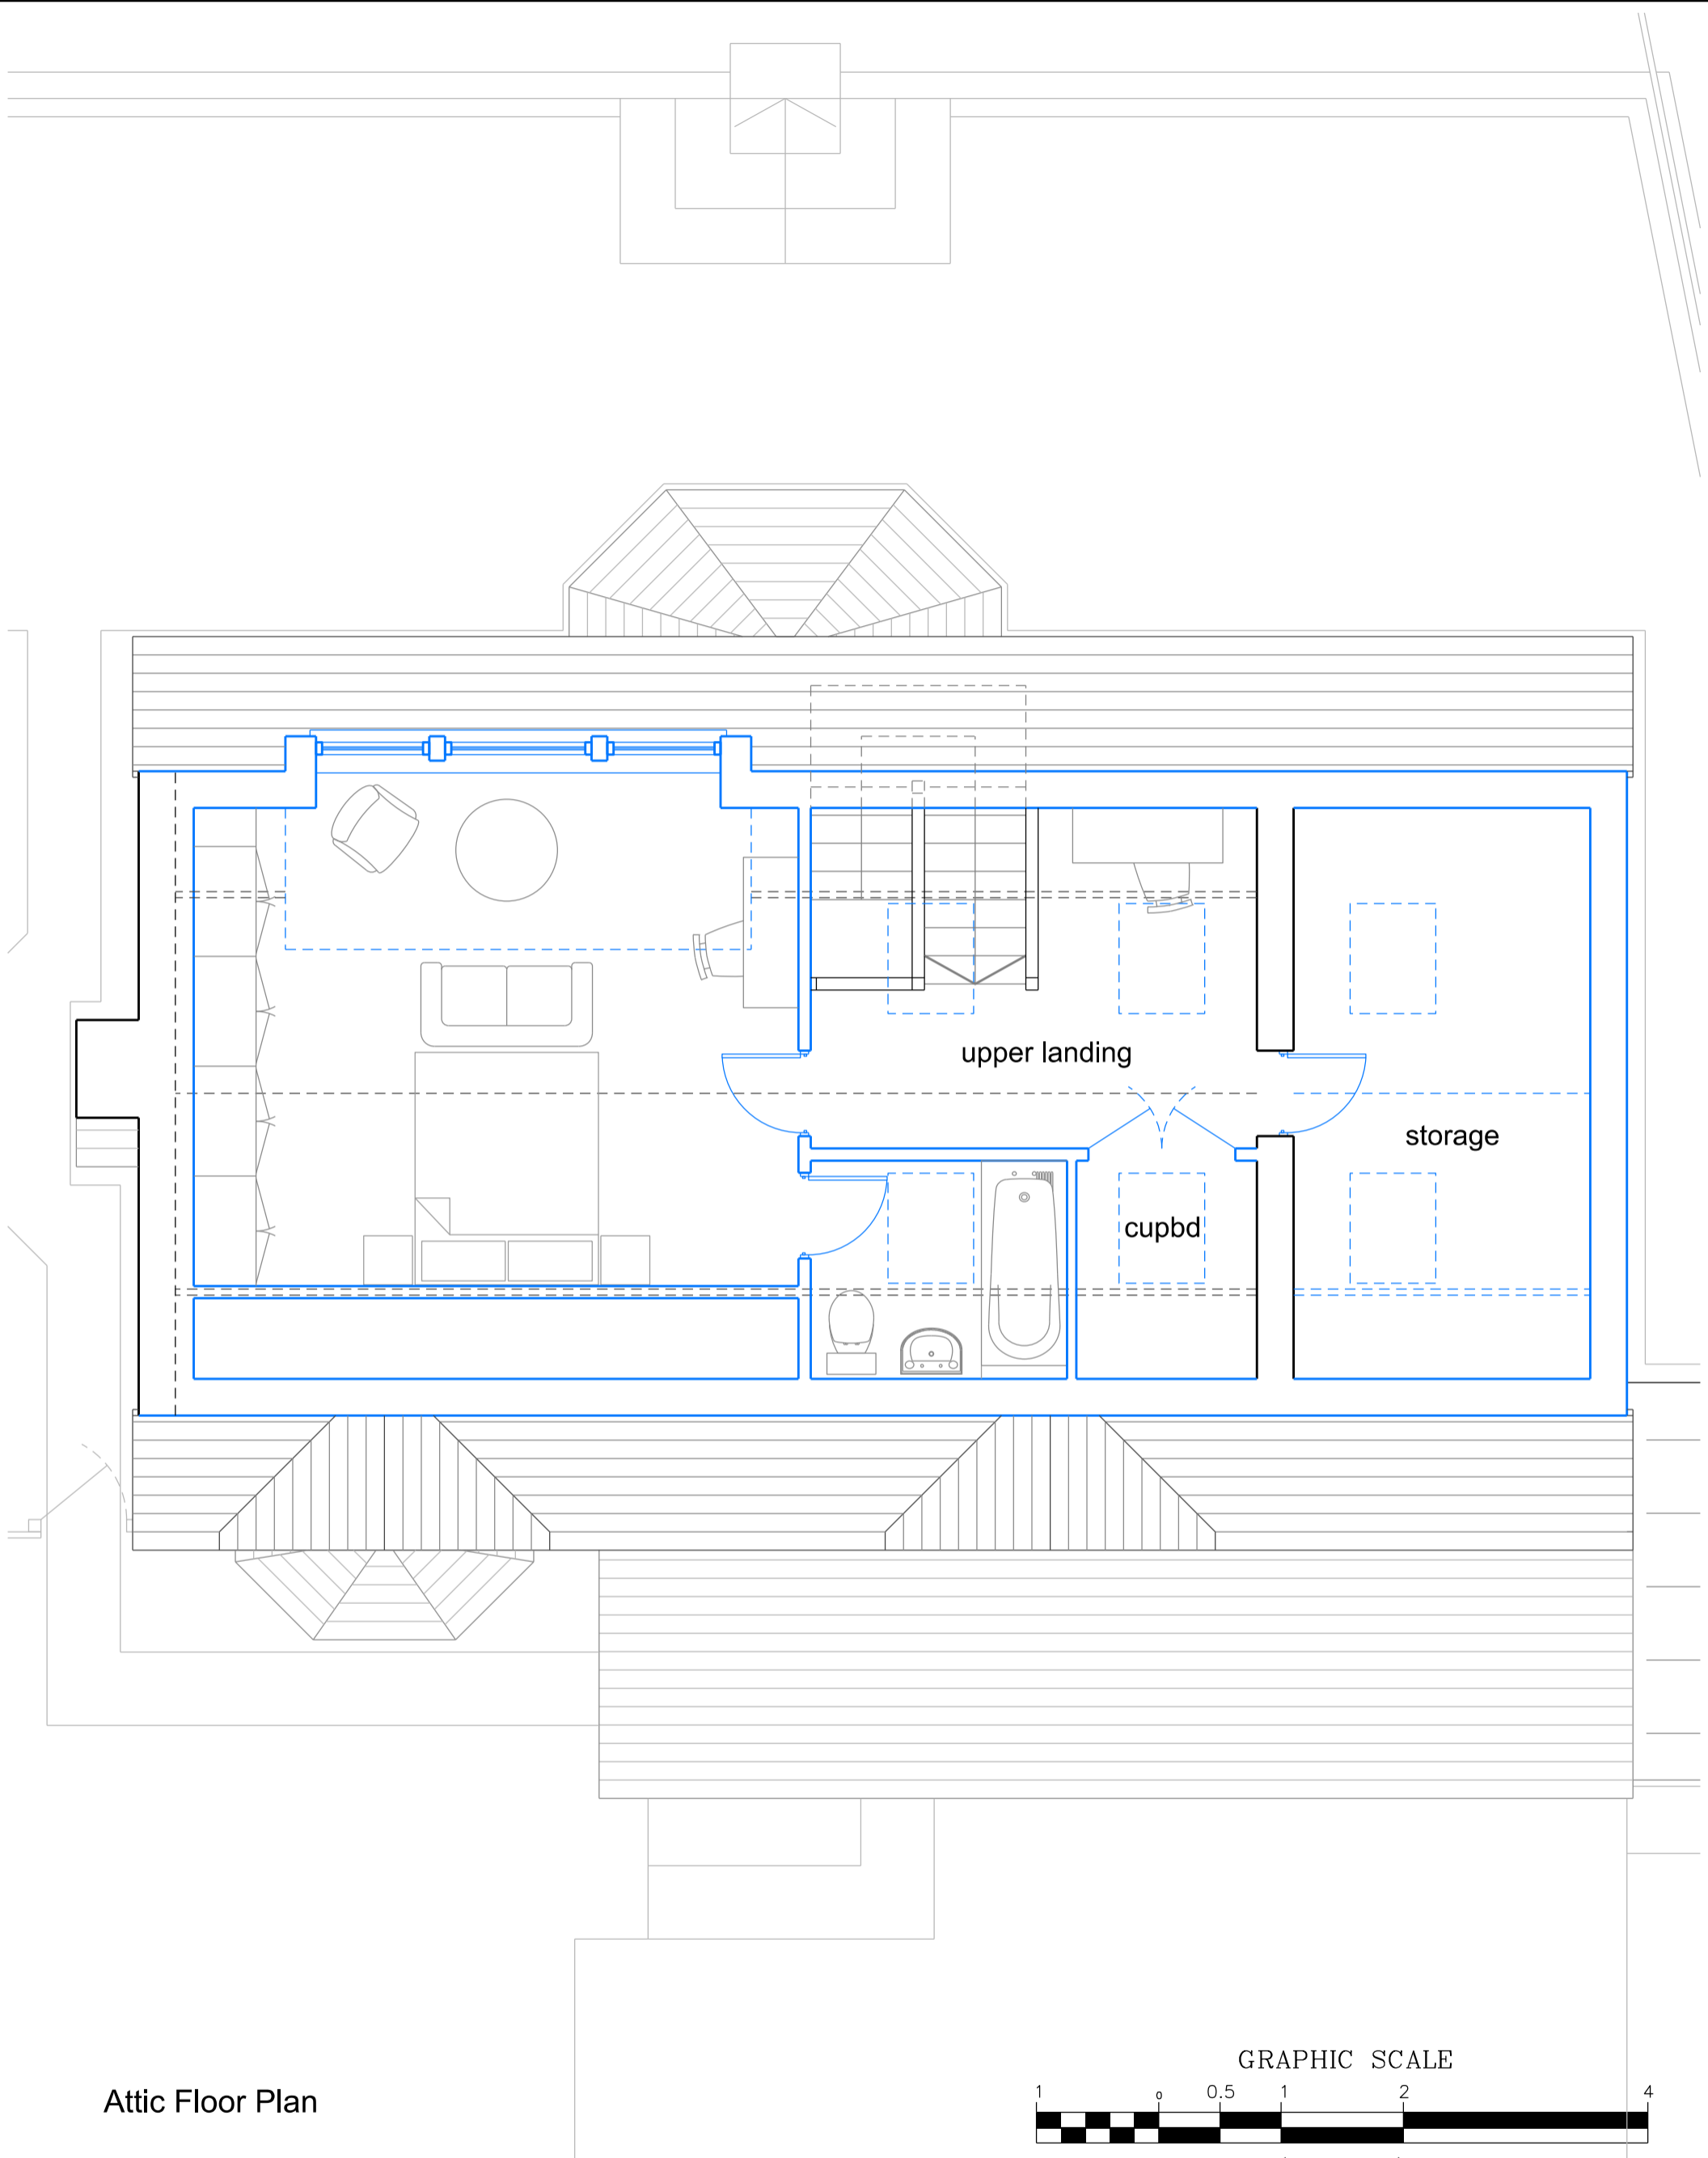 upper landing
storage
cupbd
GRAPHIC SCALE
1 0 0.5 1 2 4
Attic Floor Plan